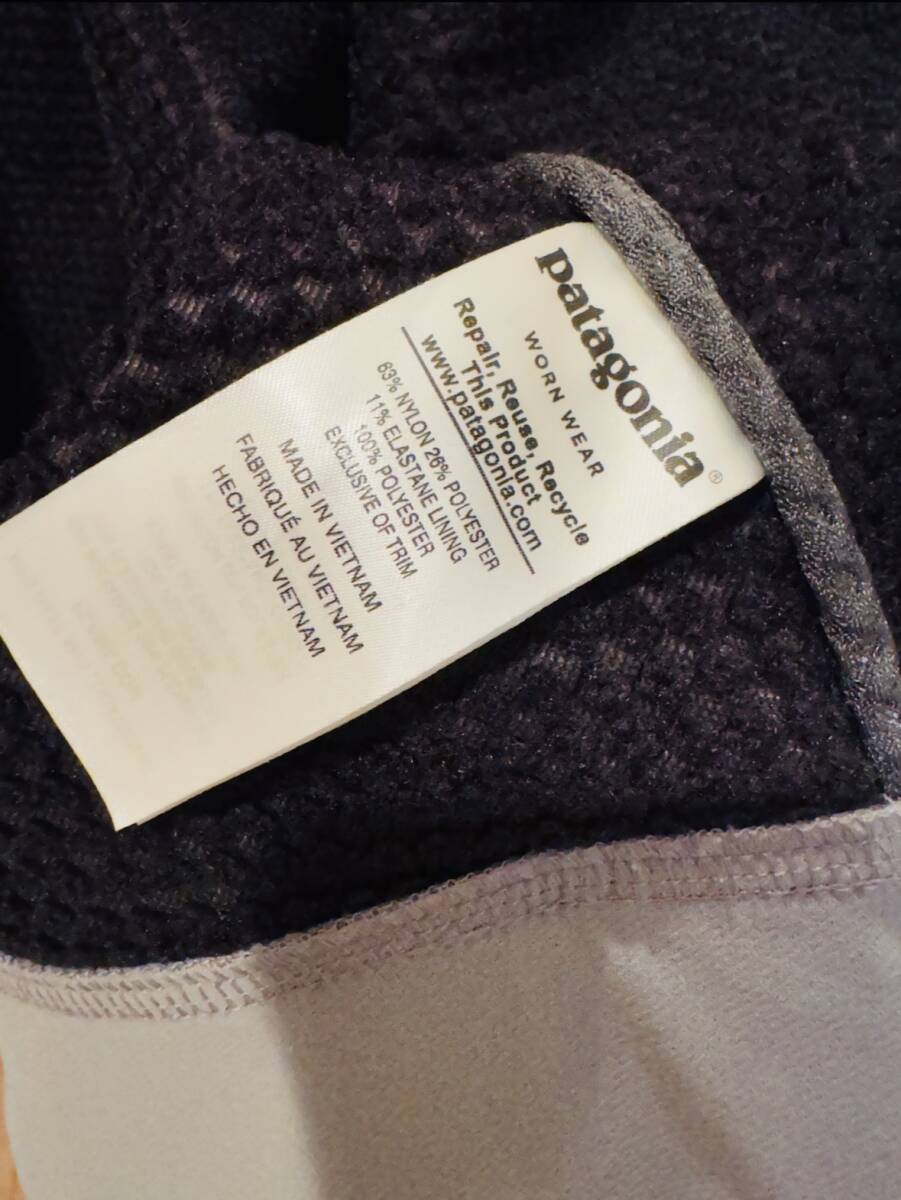 patagonia®
WORN WEAR
Repair, Reuse, Recycle
This Product
www.patagonia.com
63% NYLON 26% POLYESTER
11% ELASTANE LINING
100% POLYESTER
EXCLUSIVE OF TRIM
MADE IN VIETNAM
FABRIQUÉ AU VIETNAM
HECHO EN VIETNAM